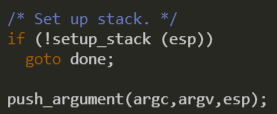 /* Set up stack. */
if (!setup_stack (esp))
goto done;
push_argument(argc,argv,esp);